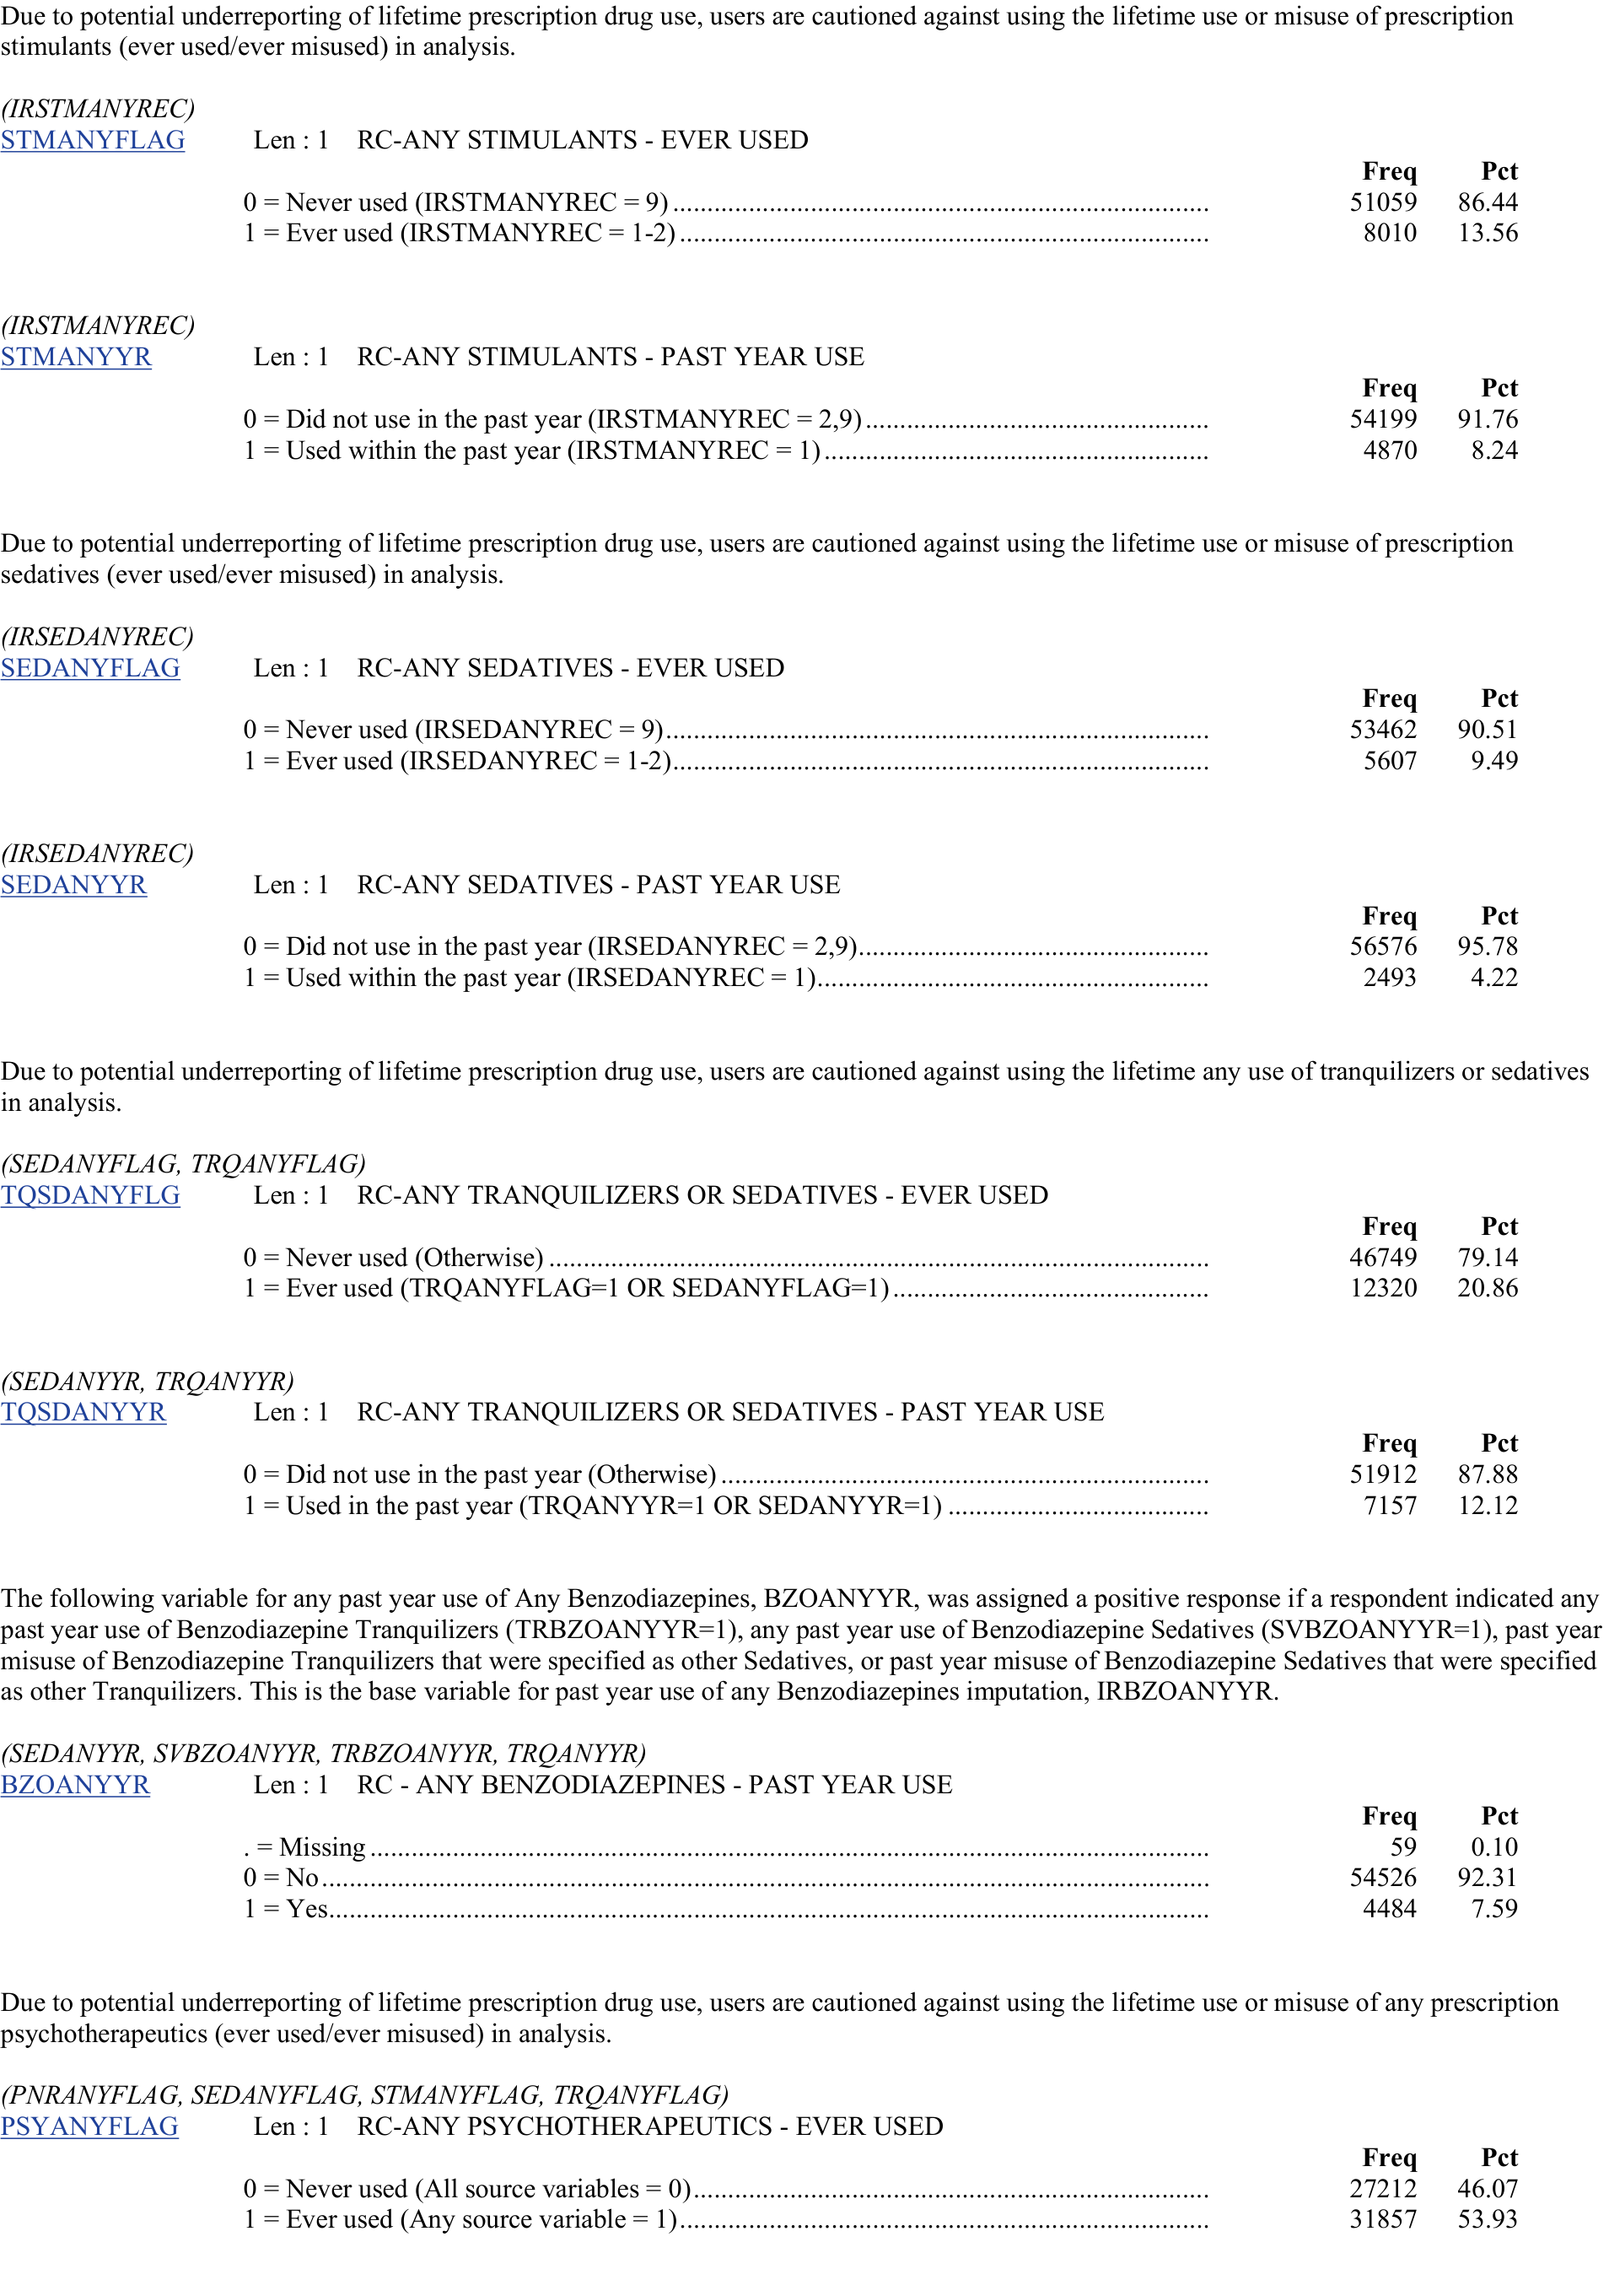 Due to potential underreporting of lifetime prescription drug use, users are cautioned against using the lifetime use or misuse of prescription
stimulants (ever used/ever misused) in analysis.
(IRSTMANYREC)
STMANYFLAG Len : 1 RC-ANY STIMULANTS - EVER USED
Freq Pct
0 = Never used (IRSTMANYREC = 9) ............................................................................... 51059 86.44
1 = Ever used (IRSTMANYREC = 1-2) .............................................................................. 8010 13.56
(IRSTMANYREC)
STMANYYR Len : 1 RC-ANY STIMULANTS - PAST YEAR USE
Freq Pct
0 = Did not use in the past year (IRSTMANYREC = 2,9) .................................................. 54199 91.76
1 = Used within the past year (IRSTMANYREC = 1) ........................................................ 4870 8.24
Due to potential underreporting of lifetime prescription drug use, users are cautioned against using the lifetime use or misuse of prescription
sedatives (ever used/ever misused) in analysis.
(IRSEDANYREC)
SEDANYFLAG Len : 1 RC-ANY SEDATIVES - EVER USED
Freq Pct
0 = Never used (IRSEDANYREC = 9) ............................................................................... 53462 90.51
1 = Ever used (IRSEDANYREC = 1-2) .............................................................................. 5607 9.49
(IRSEDANYREC)
SEDANYYR Len : 1 RC-ANY SEDATIVES - PAST YEAR USE
Freq Pct
0 = Did not use in the past year (IRSEDANYREC = 2,9) ................................................... 56576 95.78
1 = Used within the past year (IRSEDANYREC = 1) ......................................................... 2493 4.22
Due to potential underreporting of lifetime prescription drug use, users are cautioned against using the lifetime any use of tranquilizers or sedatives
in analysis.
(SEDANYFLAG, TRQANYFLAG)
TQSDANYFLG Len : 1 RC-ANY TRANQUILIZERS OR SEDATIVES - EVER USED
Freq Pct
0 = Never used (Otherwise) ................................................................................................ 46749 79.14
1 = Ever used (TRQANYFLAG=1 OR SEDANYFLAG=1) .............................................. 12320 20.86
(SEDANYYR, TRQANYYR)
TQSDANYYR Len : 1 RC-ANY TRANQUILIZERS OR SEDATIVES - PAST YEAR USE
Freq Pct
0 = Did not use in the past year (Otherwise) ....................................................................... 51912 87.88
1 = Used in the past year (TRQANYYR=1 OR SEDANYYR=1) ...................................... 7157 12.12
The following variable for any past year use of Any Benzodiazepines, BZOANYYR, was assigned a positive response if a respondent indicated any
past year use of Benzodiazepine Tranquilizers (TRBZOANYYR=1), any past year use of Benzodiazepine Sedatives (SVBZOANYYR=1), past year
misuse of Benzodiazepine Tranquilizers that were specified as other Sedatives, or past year misuse of Benzodiazepine Sedatives that were specified
as other Tranquilizers. This is the base variable for past year use of any Benzodiazepines imputation, IRBZOANYYR.
(SEDANYYR, SVBZOANYYR, TRBZOANYYR, TRQANYYR)
BZOANYYR Len : 1 RC - ANY BENZODIAZEPINES - PAST YEAR USE
Freq Pct
. = Missing .......................................................................................................................... 59 0.10
0 = No ................................................................................................................................. 54526 92.31
1 = Yes ................................................................................................................................ 4484 7.59
Due to potential underreporting of lifetime prescription drug use, users are cautioned against using the lifetime use or misuse of any prescription
psychotherapeutics (ever used/ever misused) in analysis.
(PNRANYFLAG, SEDANYFLAG, STMANYFLAG, TRQANYFLAG)
PSYANYFLAG Len : 1 RC-ANY PSYCHOTHERAPEUTICS - EVER USED
Freq Pct
0 = Never used (All source variables = 0) ........................................................................... 27212 46.07
1 = Ever used (Any source variable = 1) ............................................................................. 31857 53.93